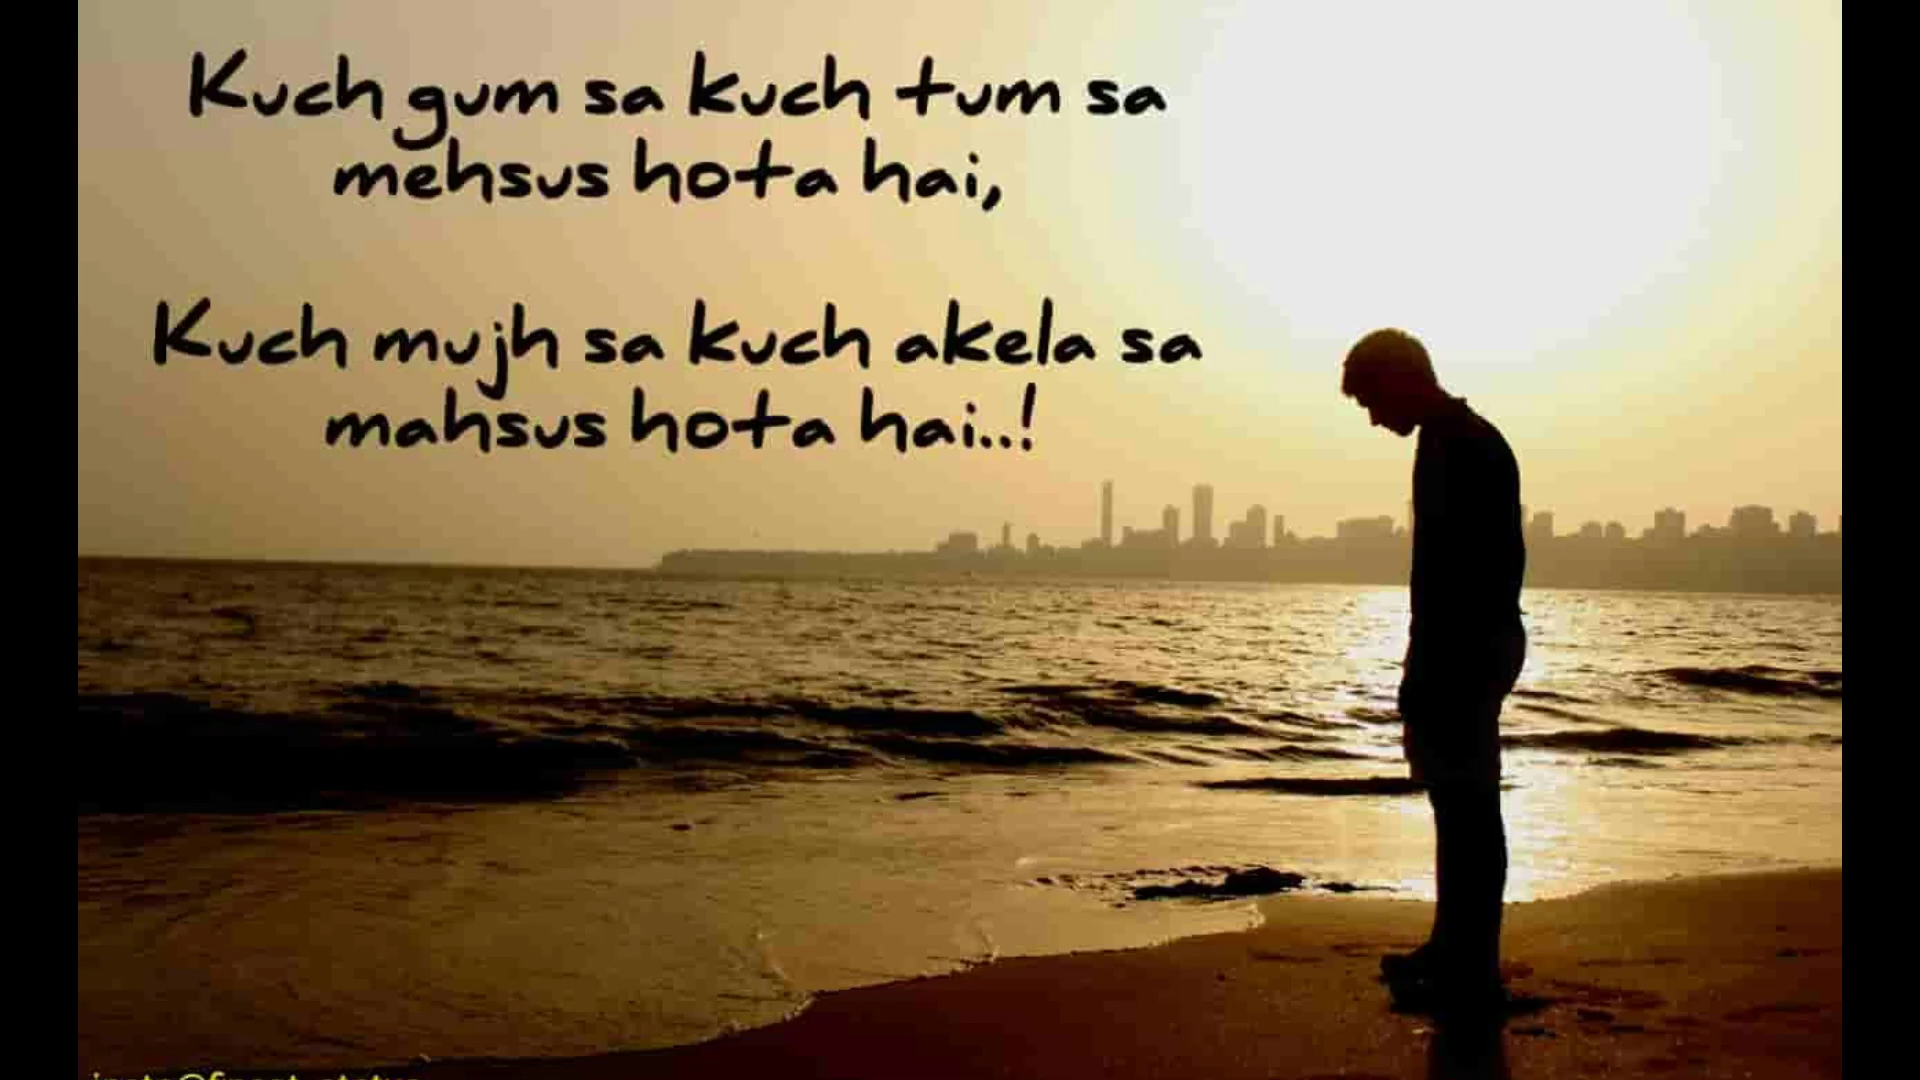 Kuch gum sa kuch tum sa
mehsus hota hai,
Kuch mujh sa kuch akela sa
mahsus hota hai..!